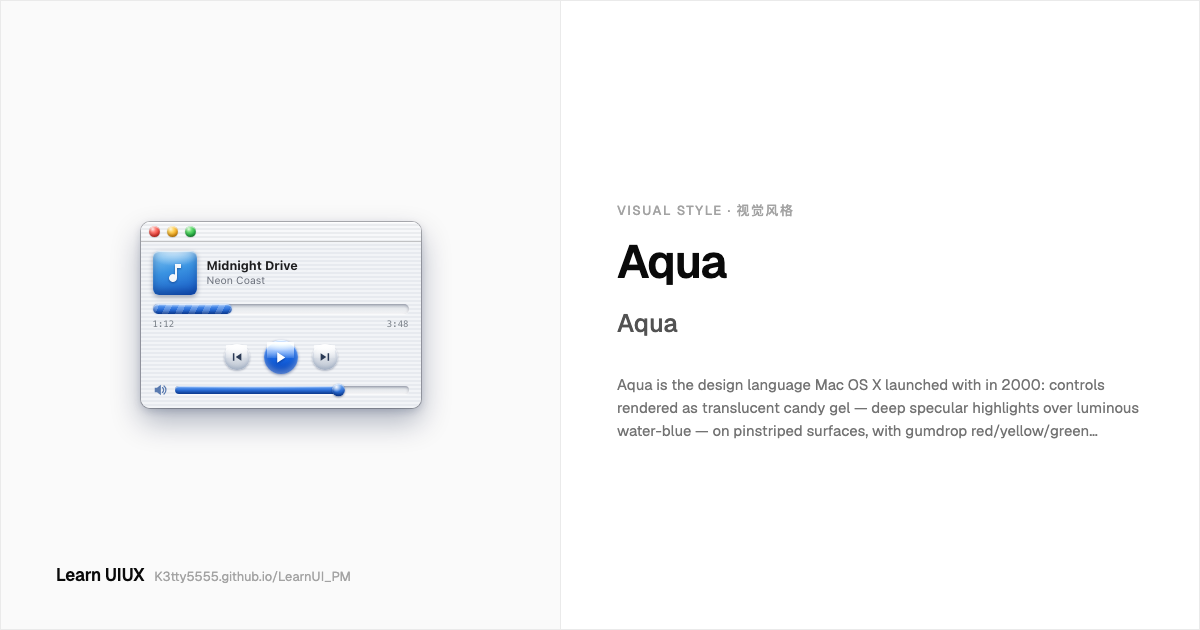 Midnight Drive
Neon Coast
1:12
3:48
Learn UIUX K3tty5555.github.io/LearnUI_PM
VISUAL STYLE · 视觉风格
Aqua
Aqua
Aqua is the design language Mac OS X launched with in 2000: controls
rendered as translucent candy gel — deep specular highlights over luminous
water-blue — on pinstriped surfaces, with gumdrop red/yellow/green…